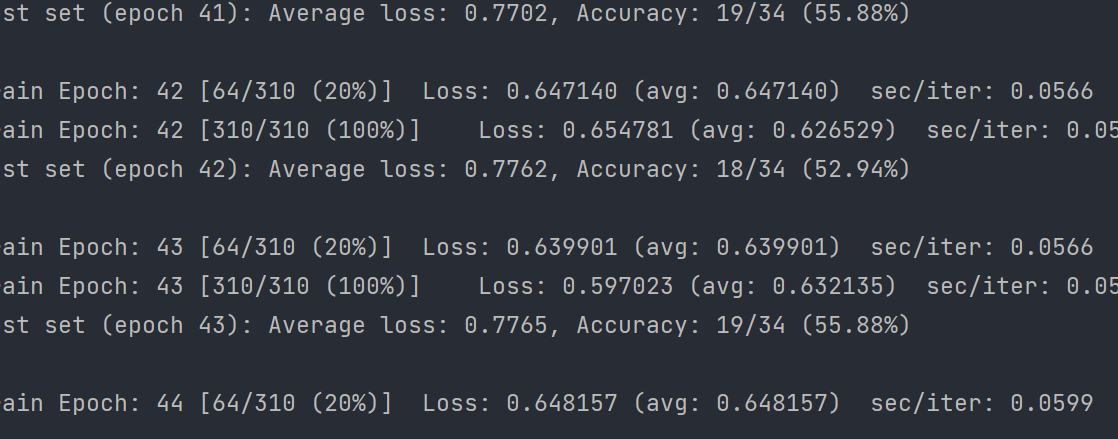 st set (epoch 41): Average loss: 0.7702, Accuracy: 19/34 (55.88%)
ain Epoch: 42 [64/310 (20%)]  Loss: 0.647140 (avg: 0.647140)  sec/iter: 0.0566
ain Epoch: 42 [310/310 (100%)]    Loss: 0.654781 (avg: 0.626529)  sec/iter: 0.05
st set (epoch 42): Average loss: 0.7762, Accuracy: 18/34 (52.94%)
ain Epoch: 43 [64/310 (20%)]  Loss: 0.639901 (avg: 0.639901)  sec/iter: 0.0566
ain Epoch: 43 [310/310 (100%)]    Loss: 0.597023 (avg: 0.632135)  sec/iter: 0.05
st set (epoch 43): Average loss: 0.7765, Accuracy: 19/34 (55.88%)
ain Epoch: 44 [64/310 (20%)]  Loss: 0.648157 (avg: 0.648157)  sec/iter: 0.0599